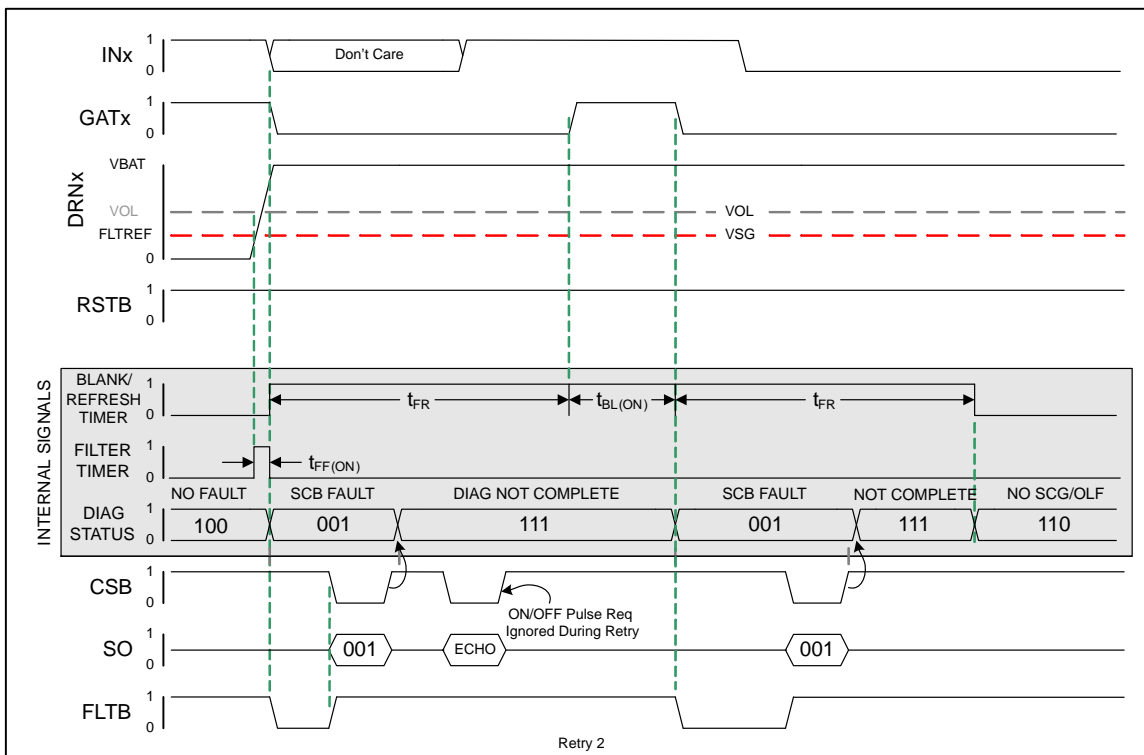 INx
1
0
Don't Care
GATx
1
0
DRNx
VBAT
VOL
FLTREF
0
VOL
VSG
RSTB
1
0
INTERNAL SIGNALS
BLANK/
REFRESH
TIMER
1
0
tFR
tBL(ON)
tFR
FILTER
TIMER
1
0
tFF(ON)
NO FAULT
SCB FAULT
DIAG NOT COMPLETE
SCB FAULT
NOT COMPLETE
NO SCG/OLF
DIAG
STATUS
1
0
100
001
111
001
111
110
CSB
1
0
ON/OFF Pulse Req
Ignored During Retry
SO
1
0
001
ECHO
001
FLTB
1
0
Retry 2